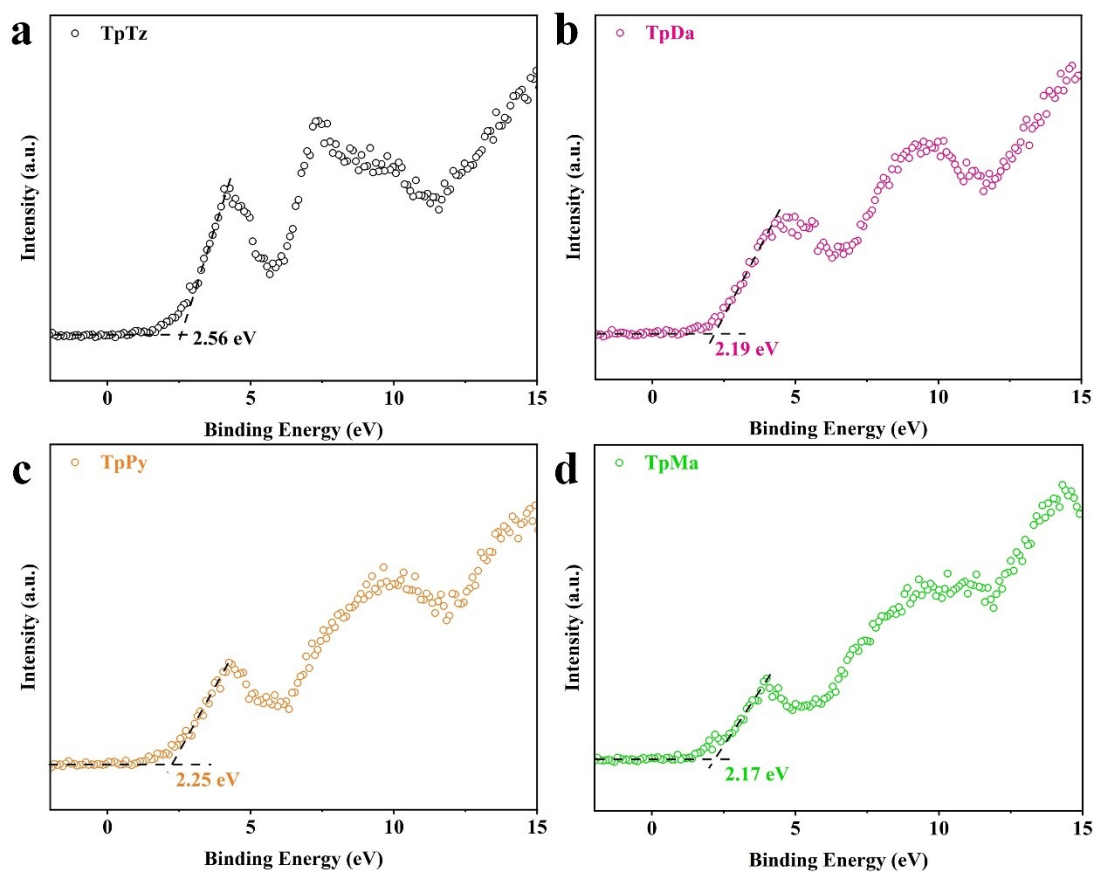 a
TpTz
Intensity (a.u.)
2.56 eV
0 5 10 15
Binding Energy (eV)
b
TpDa
Intensity (a.u.)
2.19 eV
0 5 10 15
Binding Energy (eV)
c
TpPy
Intensity (a.u.)
2.25 eV
0 5 10 15
Binding Energy (eV)
d
TpMa
Intensity (a.u.)
2.17 eV
0 5 10 15
Binding Energy (eV)